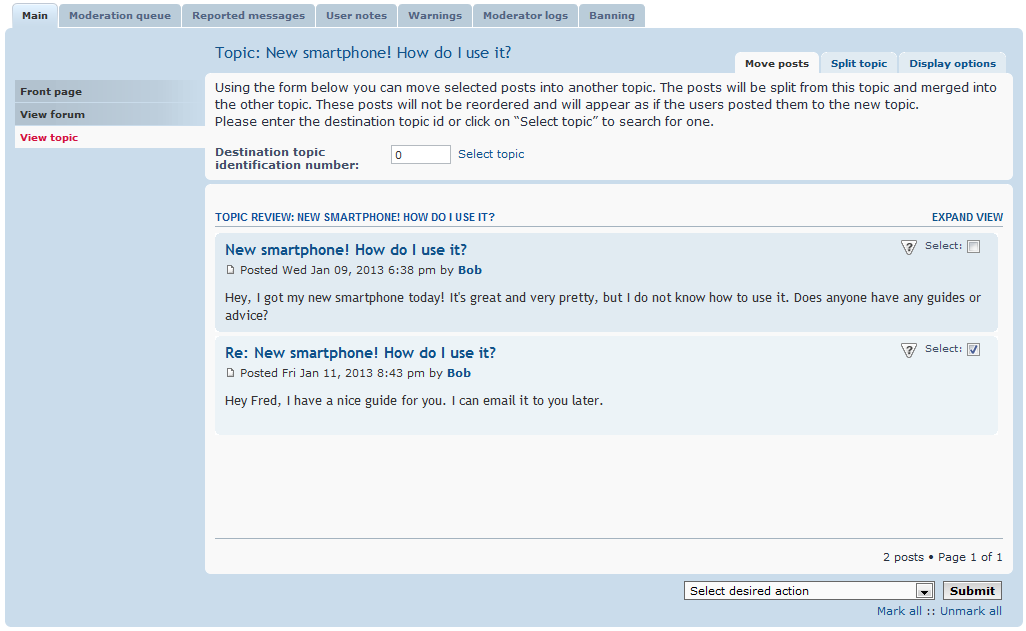 Main Moderation queue Reported messages User notes Warnings Moderator logs Banning
Topic: New smartphone! How do I use it?
Move posts Split topic Display options
Front page
View forum
View topic
Using the form below you can move selected posts into another topic. The posts will be split from this topic and merged into
the other topic. These posts will not be reordered and will appear as if the users posted them to the new topic.
Please enter the destination topic id or click on “Select topic” to search for one.
Destination topic
identification number:
0 Select topic
TOPIC REVIEW: NEW SMARTPHONE! HOW DO I USE IT? EXPAND VIEW
New smartphone! How do I use it? ? Select:
Posted Wed Jan 09, 2013 6:38 pm by Bob
Hey, I got my new smartphone today! It's great and very pretty, but I do not know how to use it. Does anyone have any guides or
advice?
Re: New smartphone! How do I use it? ? Select:
Posted Fri Jan 11, 2013 8:43 pm by Bob
Hey Fred, I have a nice guide for you. I can email it to you later.
2 posts • Page 1 of 1
Select desired action Submit
Mark all :: Unmark all